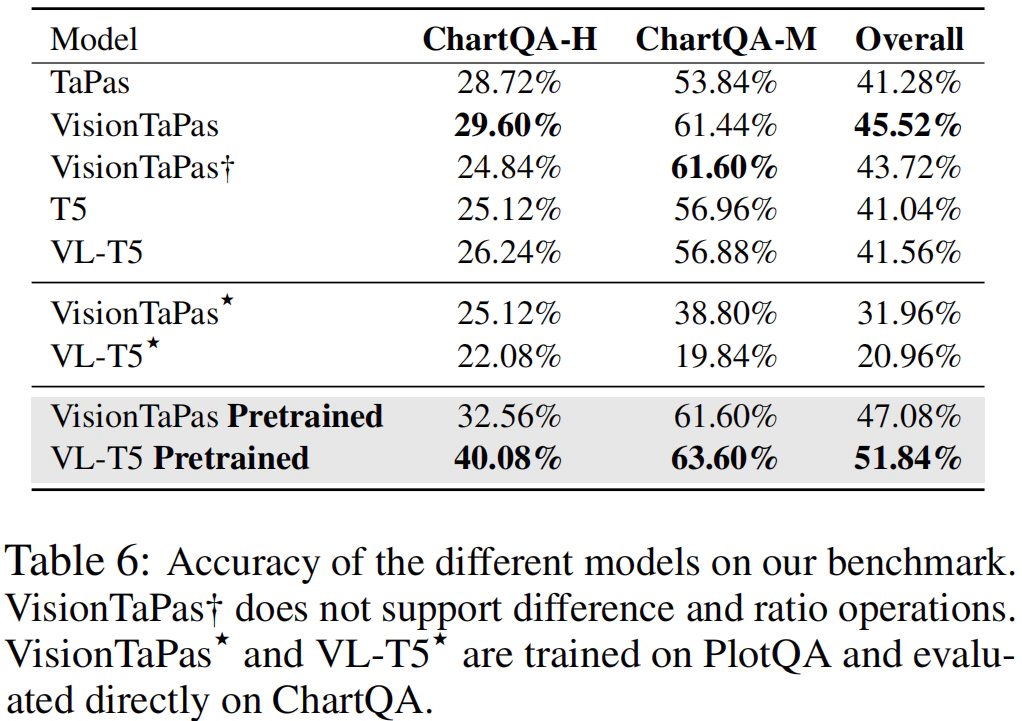 Model ChartQA-H ChartQA-M Overall
TaPas 28.72% 53.84% 41.28%
VisionTaPas 29.60% 61.44% 45.52%
VisionTaPas† 24.84% 61.60% 43.72%
T5 25.12% 56.96% 41.04%
VL-T5 26.24% 56.88% 41.56%
VisionTaPas★ 25.12% 38.80% 31.96%
VL-T5★ 22.08% 19.84% 20.96%
VisionTaPas Pretrained 32.56% 61.60% 47.08%
VL-T5 Pretrained 40.08% 63.60% 51.84%
Table 6: Accuracy of the different models on our benchmark.
VisionTaPas† does not support difference and ratio operations.
VisionTaPas★ and VL-T5★ are trained on PlotQA and evalu-
ated directly on ChartQA.